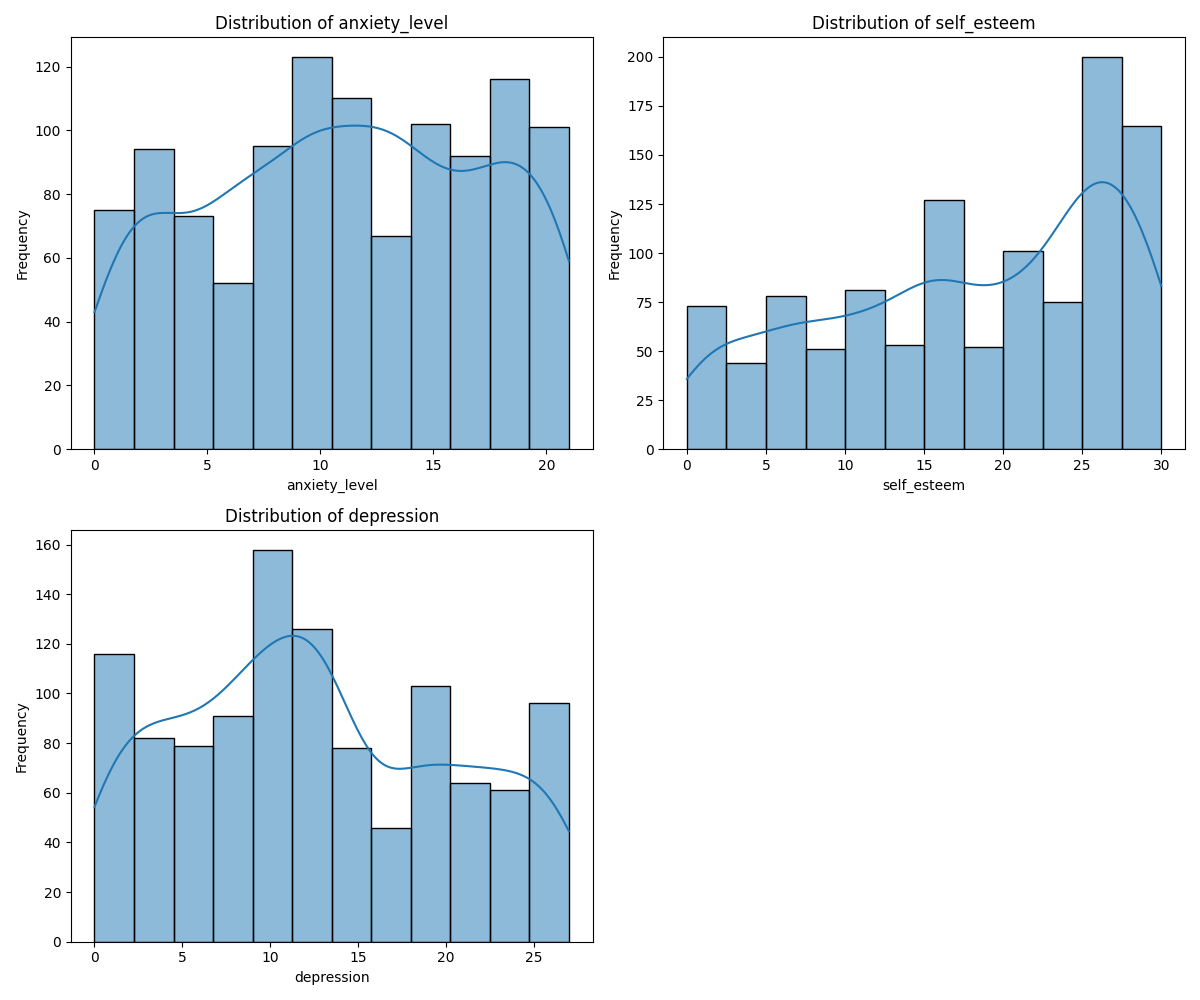 Distribution of anxiety_level
Frequency
120
100
80
60
40
20
0
0 5 10 15 20
anxiety_level
Distribution of self_esteem
Frequency
200
175
150
125
100
75
50
25
0
0 5 10 15 20 25 30
self_esteem
Distribution of depression
Frequency
160
140
120
100
80
60
40
20
0
0 5 10 15 20 25
depression